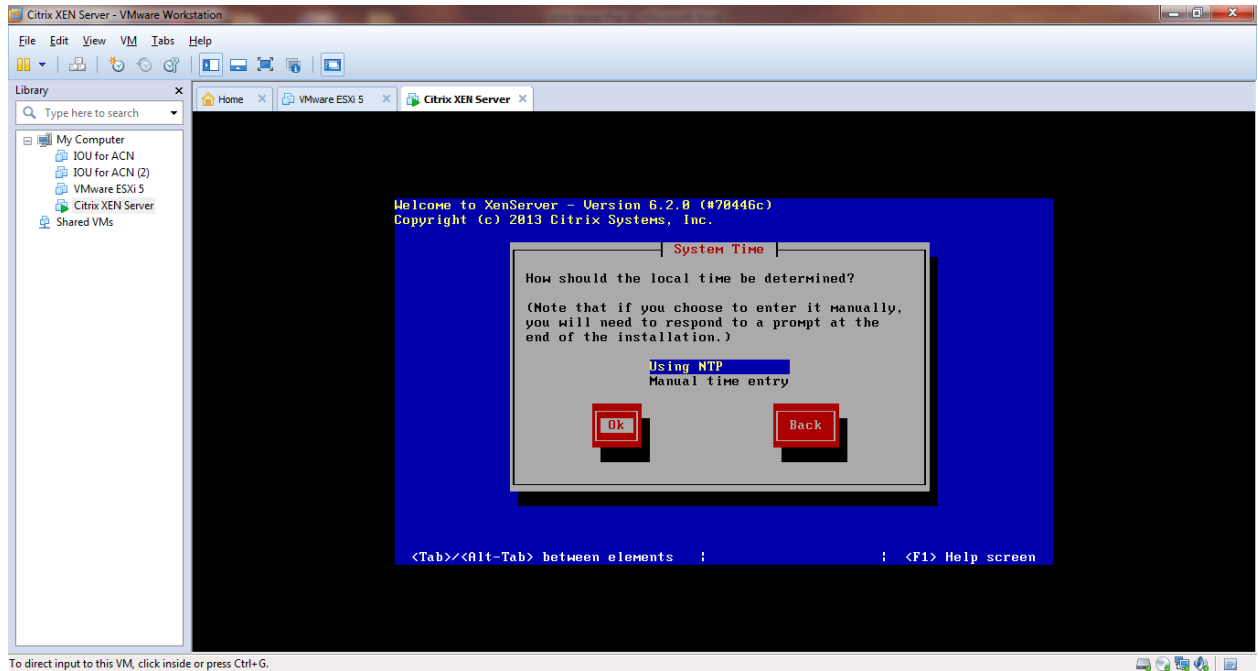 Citrix XEN Server - VMware Workstation
File Edit View VM Tabs Help
Library
Type here to search
My Computer
IOU for ACN
IOU for ACN (2)
VMware ESXi 5
Citrix XEN Server
Shared VMs
Home VMware ESXi 5 Citrix XEN Server
Welcome to XenServer - Version 6.2.0 (#70446c)
Copyright (c) 2013 Citrix Systems, Inc.
System Time
How should the local time be determined?
(Note that if you choose to enter it manually,
you will need to respond to a prompt at the
end of the installation.)
Using NTP
Manual time entry
Ok Back
<Tab>/<Alt-Tab> between elements ¦ ¦ <F1> Help screen
To direct input to this VM, click inside or press Ctrl+G.